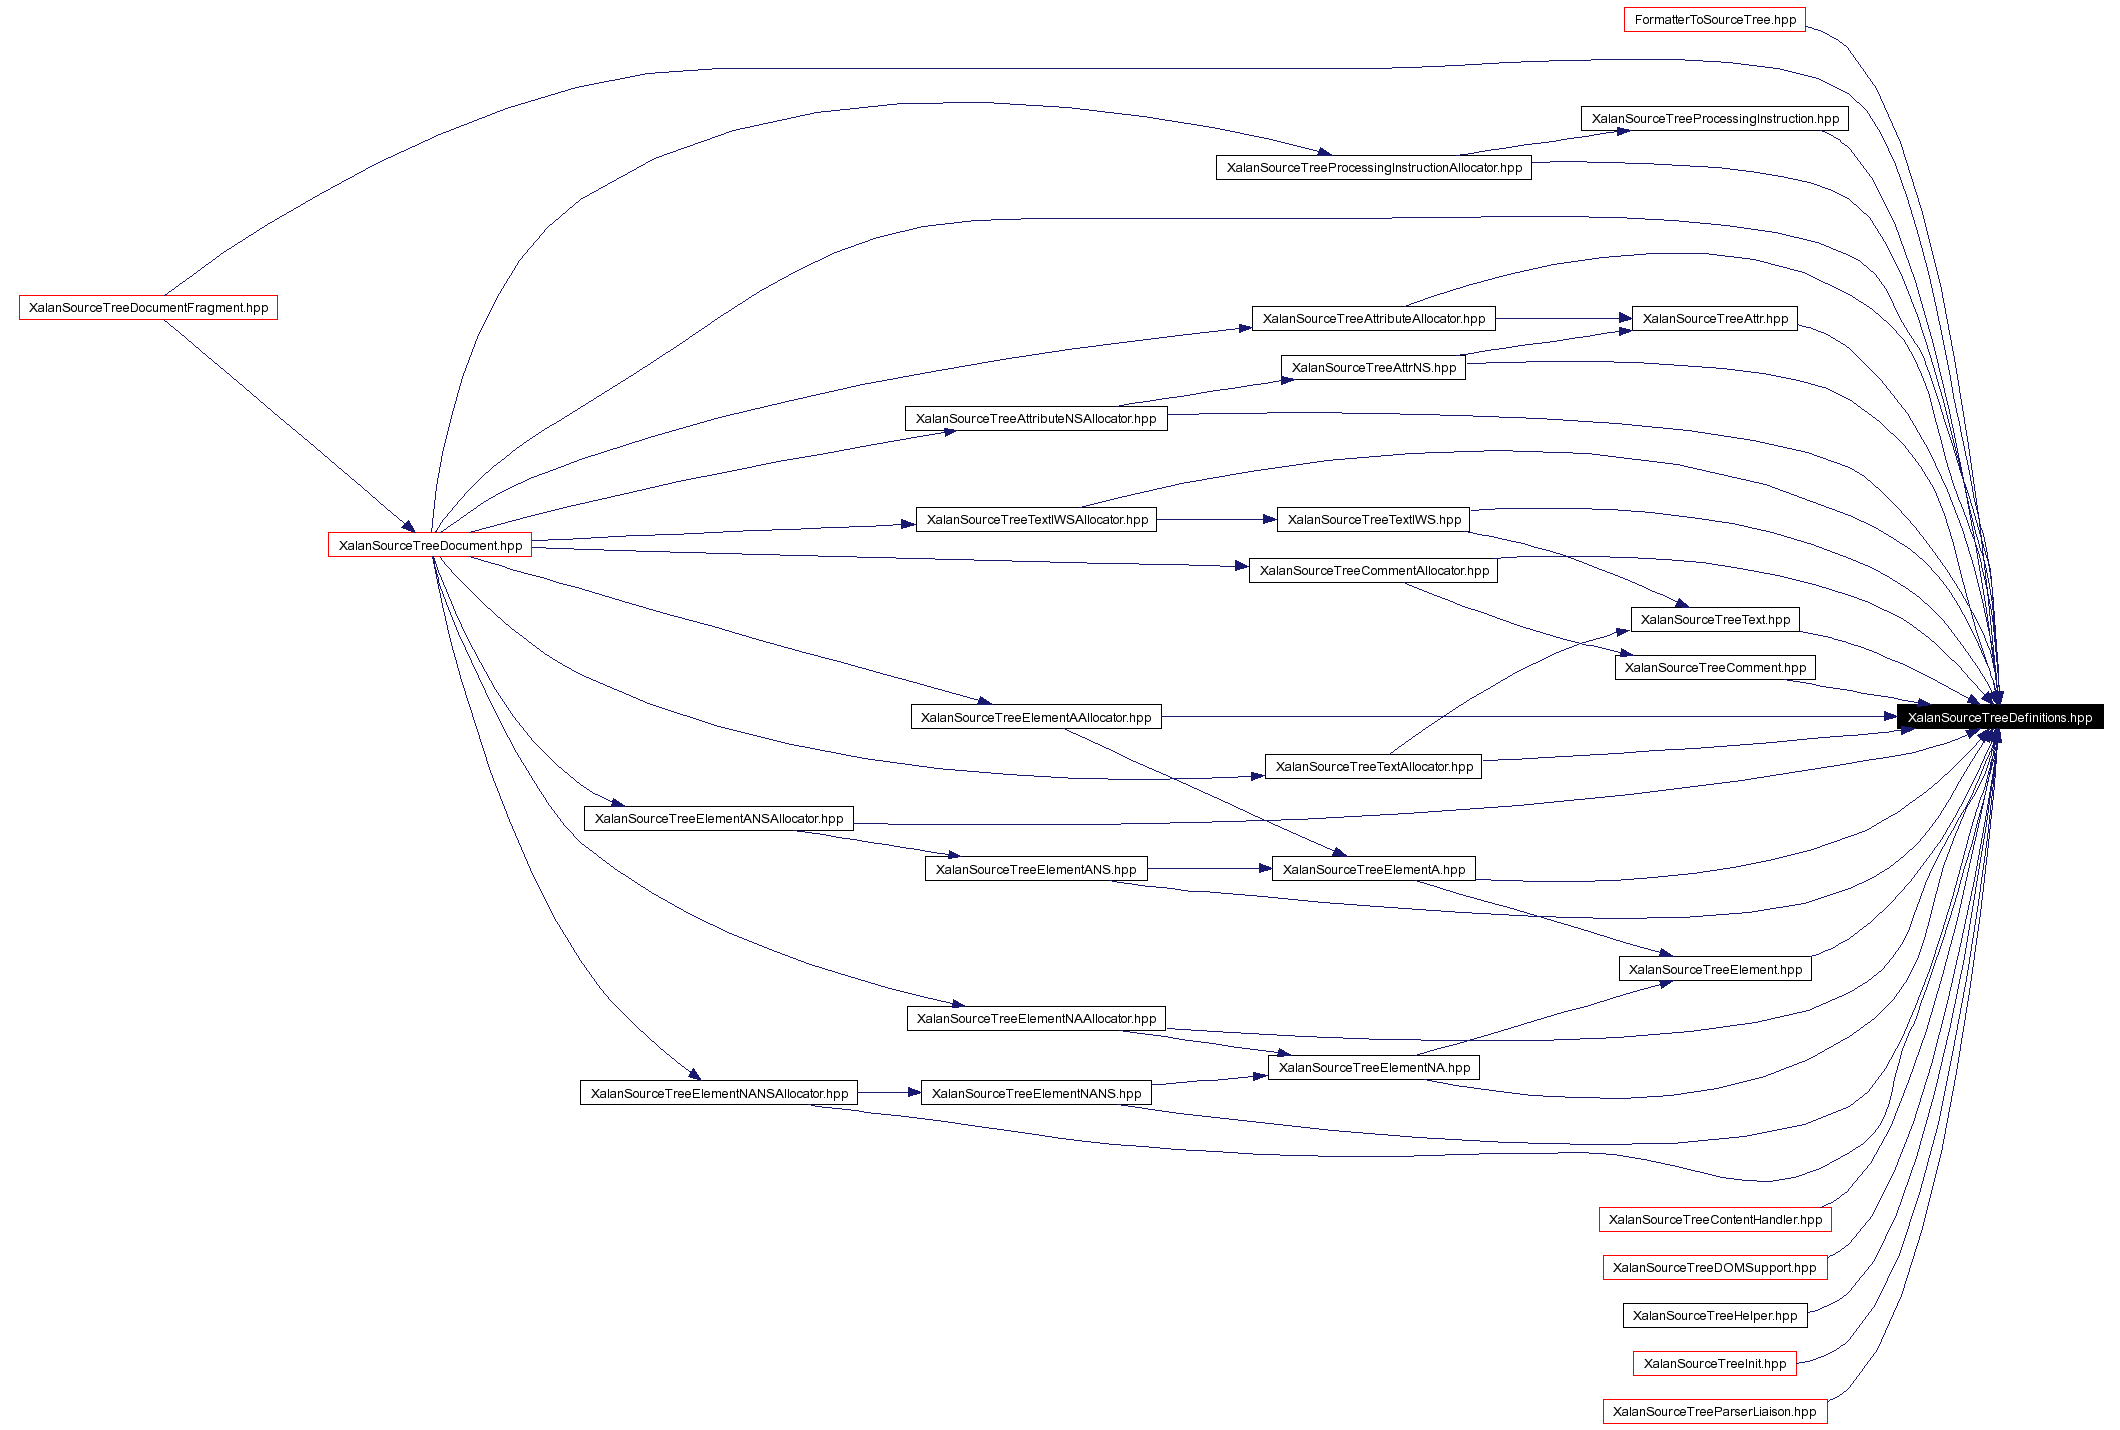 FormatterToSourceTree.hpp
XalanSourceTreeProcessingInstruction.hpp
XalanSourceTreeProcessingInstructionAllocator.hpp
XalanSourceTreeDocumentFragment.hpp
XalanSourceTreeAttributeAllocator.hpp
XalanSourceTreeAttr.hpp
XalanSourceTreeAttrNS.hpp
XalanSourceTreeAttributeNSAllocator.hpp
XalanSourceTreeTextIWSAllocator.hpp
XalanSourceTreeTextIWS.hpp
XalanSourceTreeDocument.hpp
XalanSourceTreeCommentAllocator.hpp
XalanSourceTreeText.hpp
XalanSourceTreeComment.hpp
XalanSourceTreeElementAAllocator.hpp
XalanSourceTreeDefinitions.hpp
XalanSourceTreeTextAllocator.hpp
XalanSourceTreeElementANSAllocator.hpp
XalanSourceTreeElementANS.hpp
XalanSourceTreeElementA.hpp
XalanSourceTreeElement.hpp
XalanSourceTreeElementNAAllocator.hpp
XalanSourceTreeElementNA.hpp
XalanSourceTreeElementNANSAllocator.hpp
XalanSourceTreeElementNANS.hpp
XalanSourceTreeContentHandler.hpp
XalanSourceTreeDOMSupport.hpp
XalanSourceTreeHelper.hpp
XalanSourceTreeInit.hpp
XalanSourceTreeParserLiaison.hpp